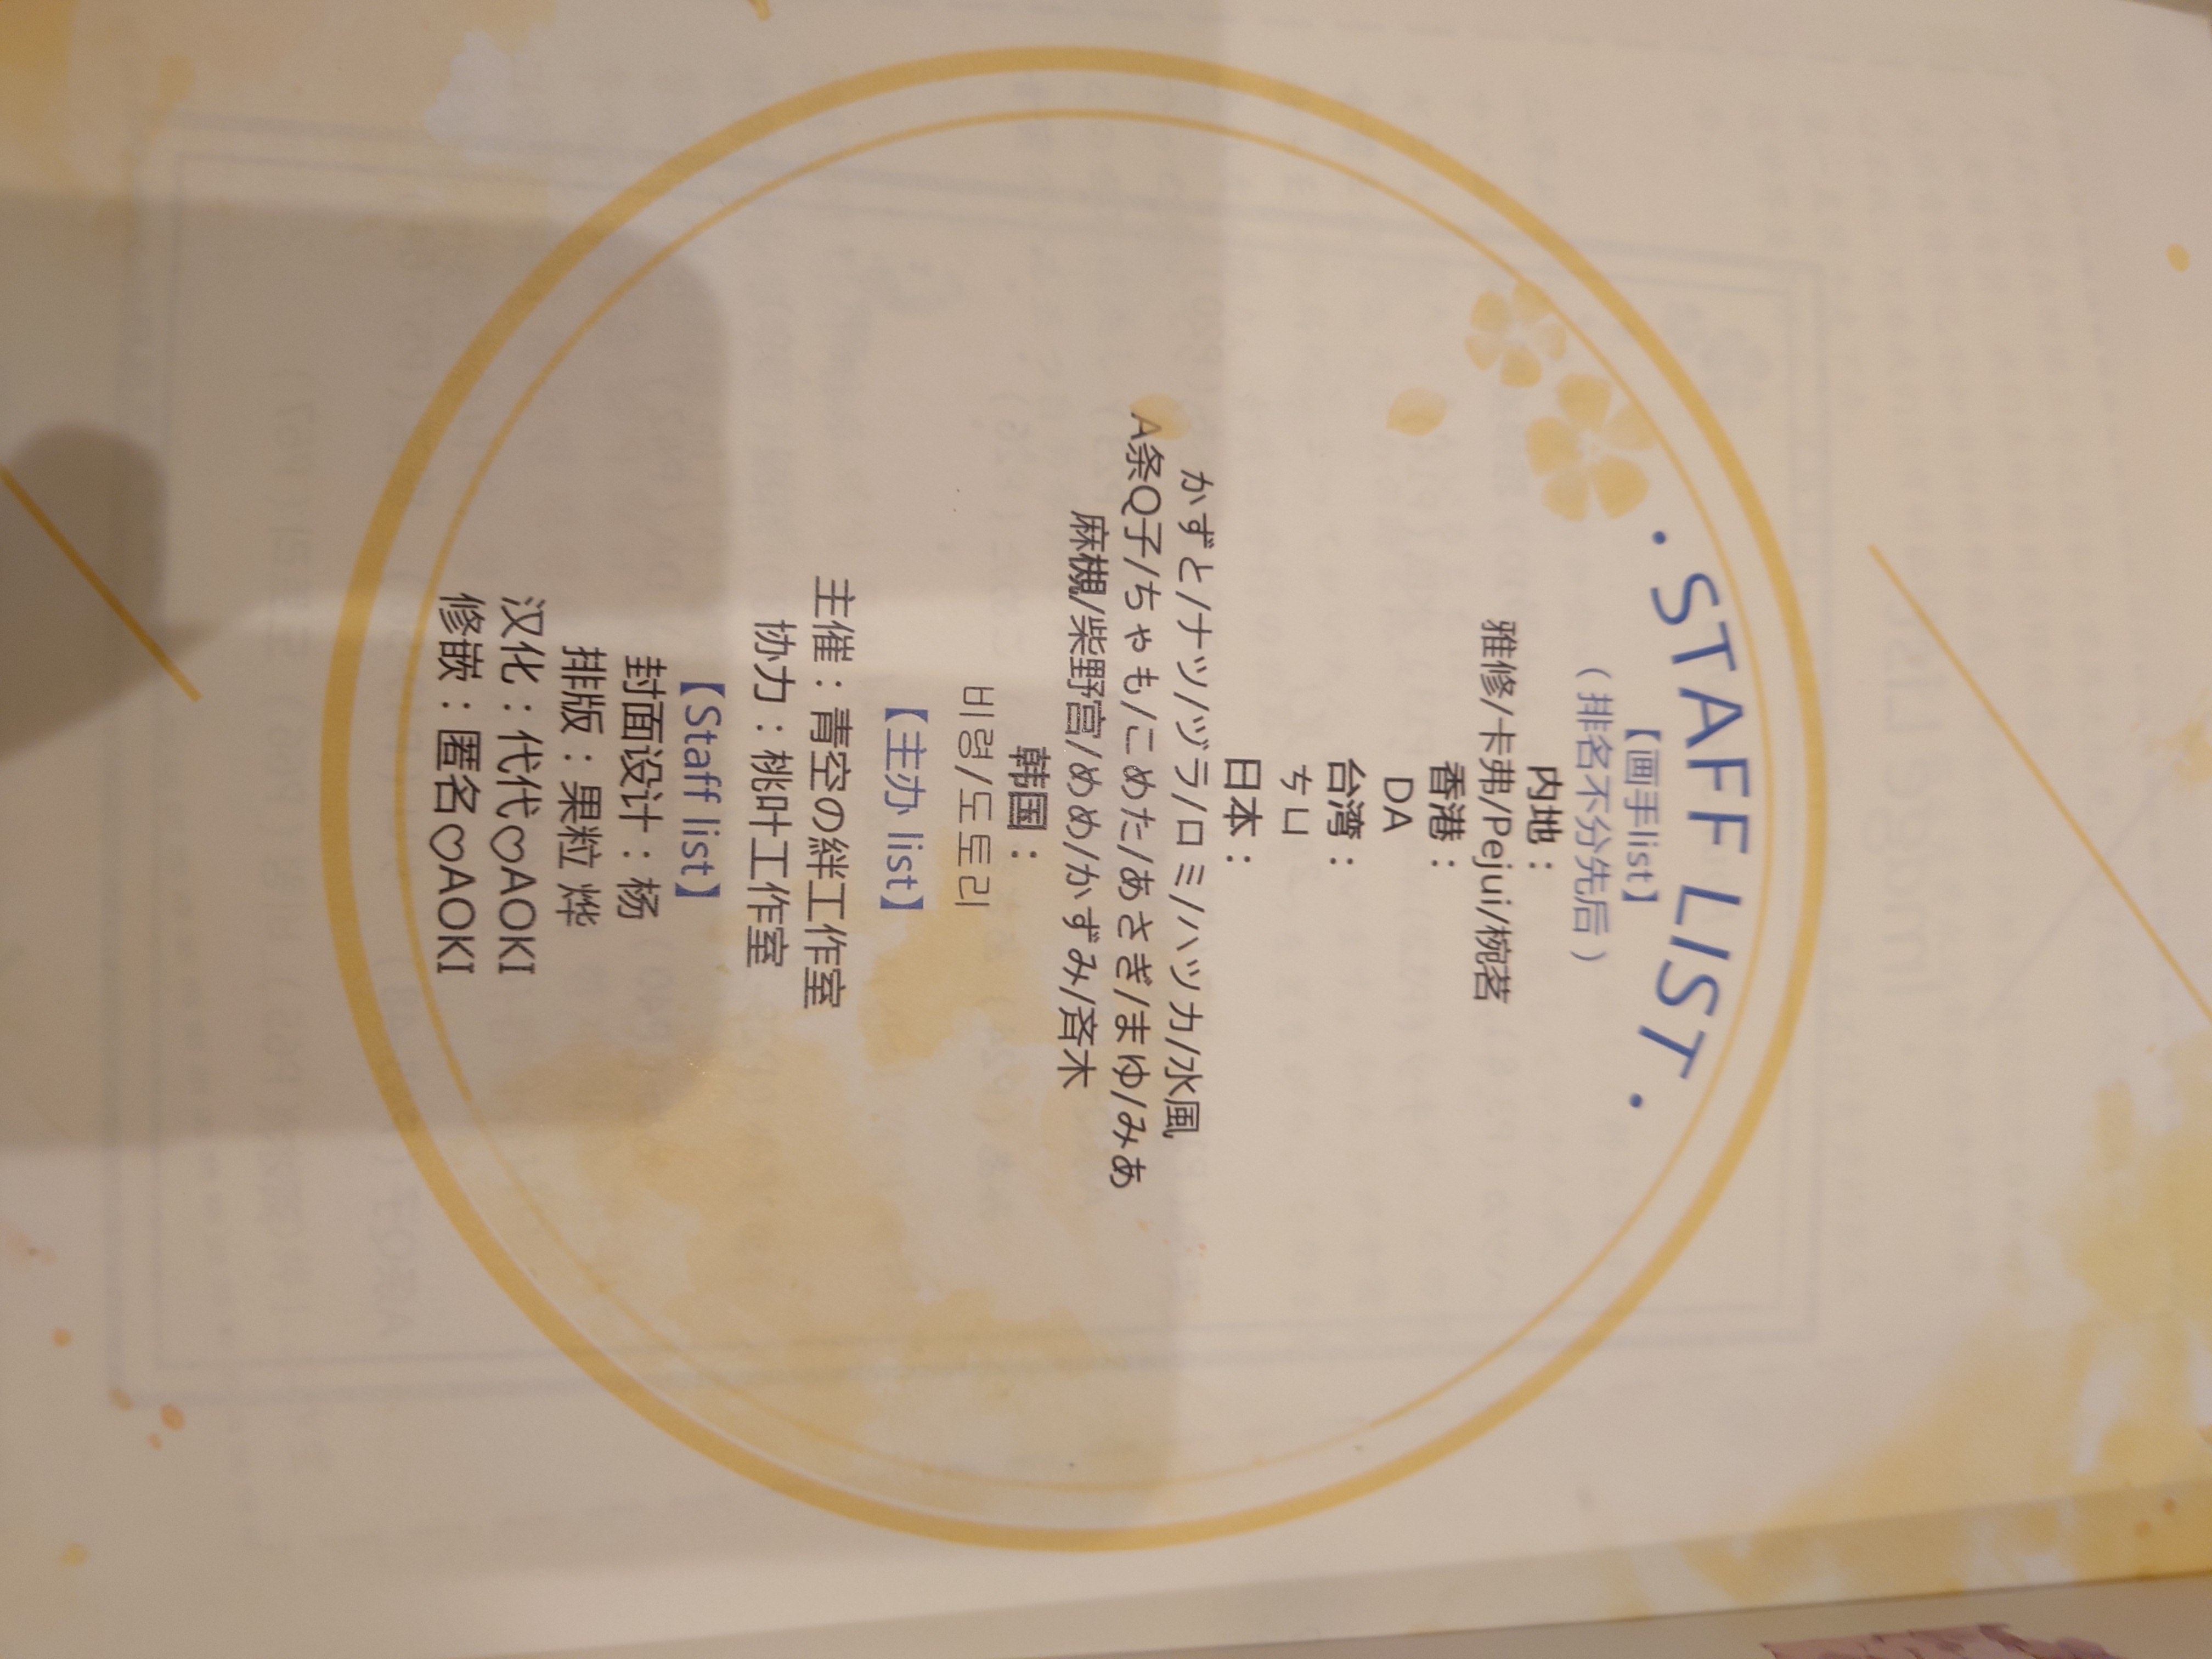 · STAFF LIST ·
【画手list】
（排名不分先后）
内地：
雅修/卡弗/Pejui/椀茗
香港：
DA
台湾：
ㄘㄩ
日本：
かずと/ナツ/ヅラ/ロミ/ハツカ/水風
A条Q子/ちゃも/こめた/あさぎ/まゆ/みあ
麻槻/柴野宮/めめ/かずみ/斉木
韩国：
비령/도토리
【主办 list】
主催：青空の絆工作室
协力：桃叶工作室
【Staff list】
封面设计：杨
排版：果粒 烨
汉化：代代♡AOKI
修嵌：匿名♡AOKI